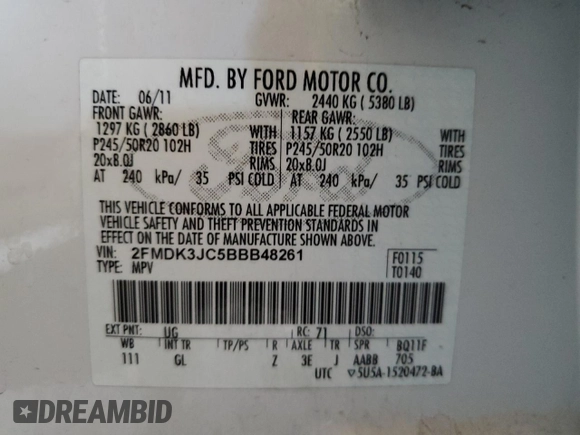 MFD. BY FORD MOTOR CO.
DATE: 06/11 GVWR: 2440 KG ( 5380 LB)
FRONT GAWR: REAR GAWR:
1297 KG ( 2860 LB) WITH 1157 KG ( 2550 LB) WITH
P245/50R20 102H TIRES P245/50R20 102H TIRES
20x8.0J RIMS 20x8.0J RIMS
AT 240 kPa/ 35 PSI COLD AT 240 kPa/ 35 PSI COLD
THIS VEHICLE CONFORMS TO ALL APPLICABLE FEDERAL MOTOR
VEHICLE SAFETY AND THEFT PREVENTION STANDARDS IN
EFFECT ON THE DATE OF MANUFACTURE SHOWN ABOVE.
VIN: 2FMDK3JC5BBB48261 F0115
TYPE: MPV T0140
EXT PNT: UG RC: 71 DSO:
WB INT TR TP/PS R AXLE TR SPR BQ11F
111 GL Z 3E J AABB 705
UTC 5U5A-1520472-BA
DREAMBID.com